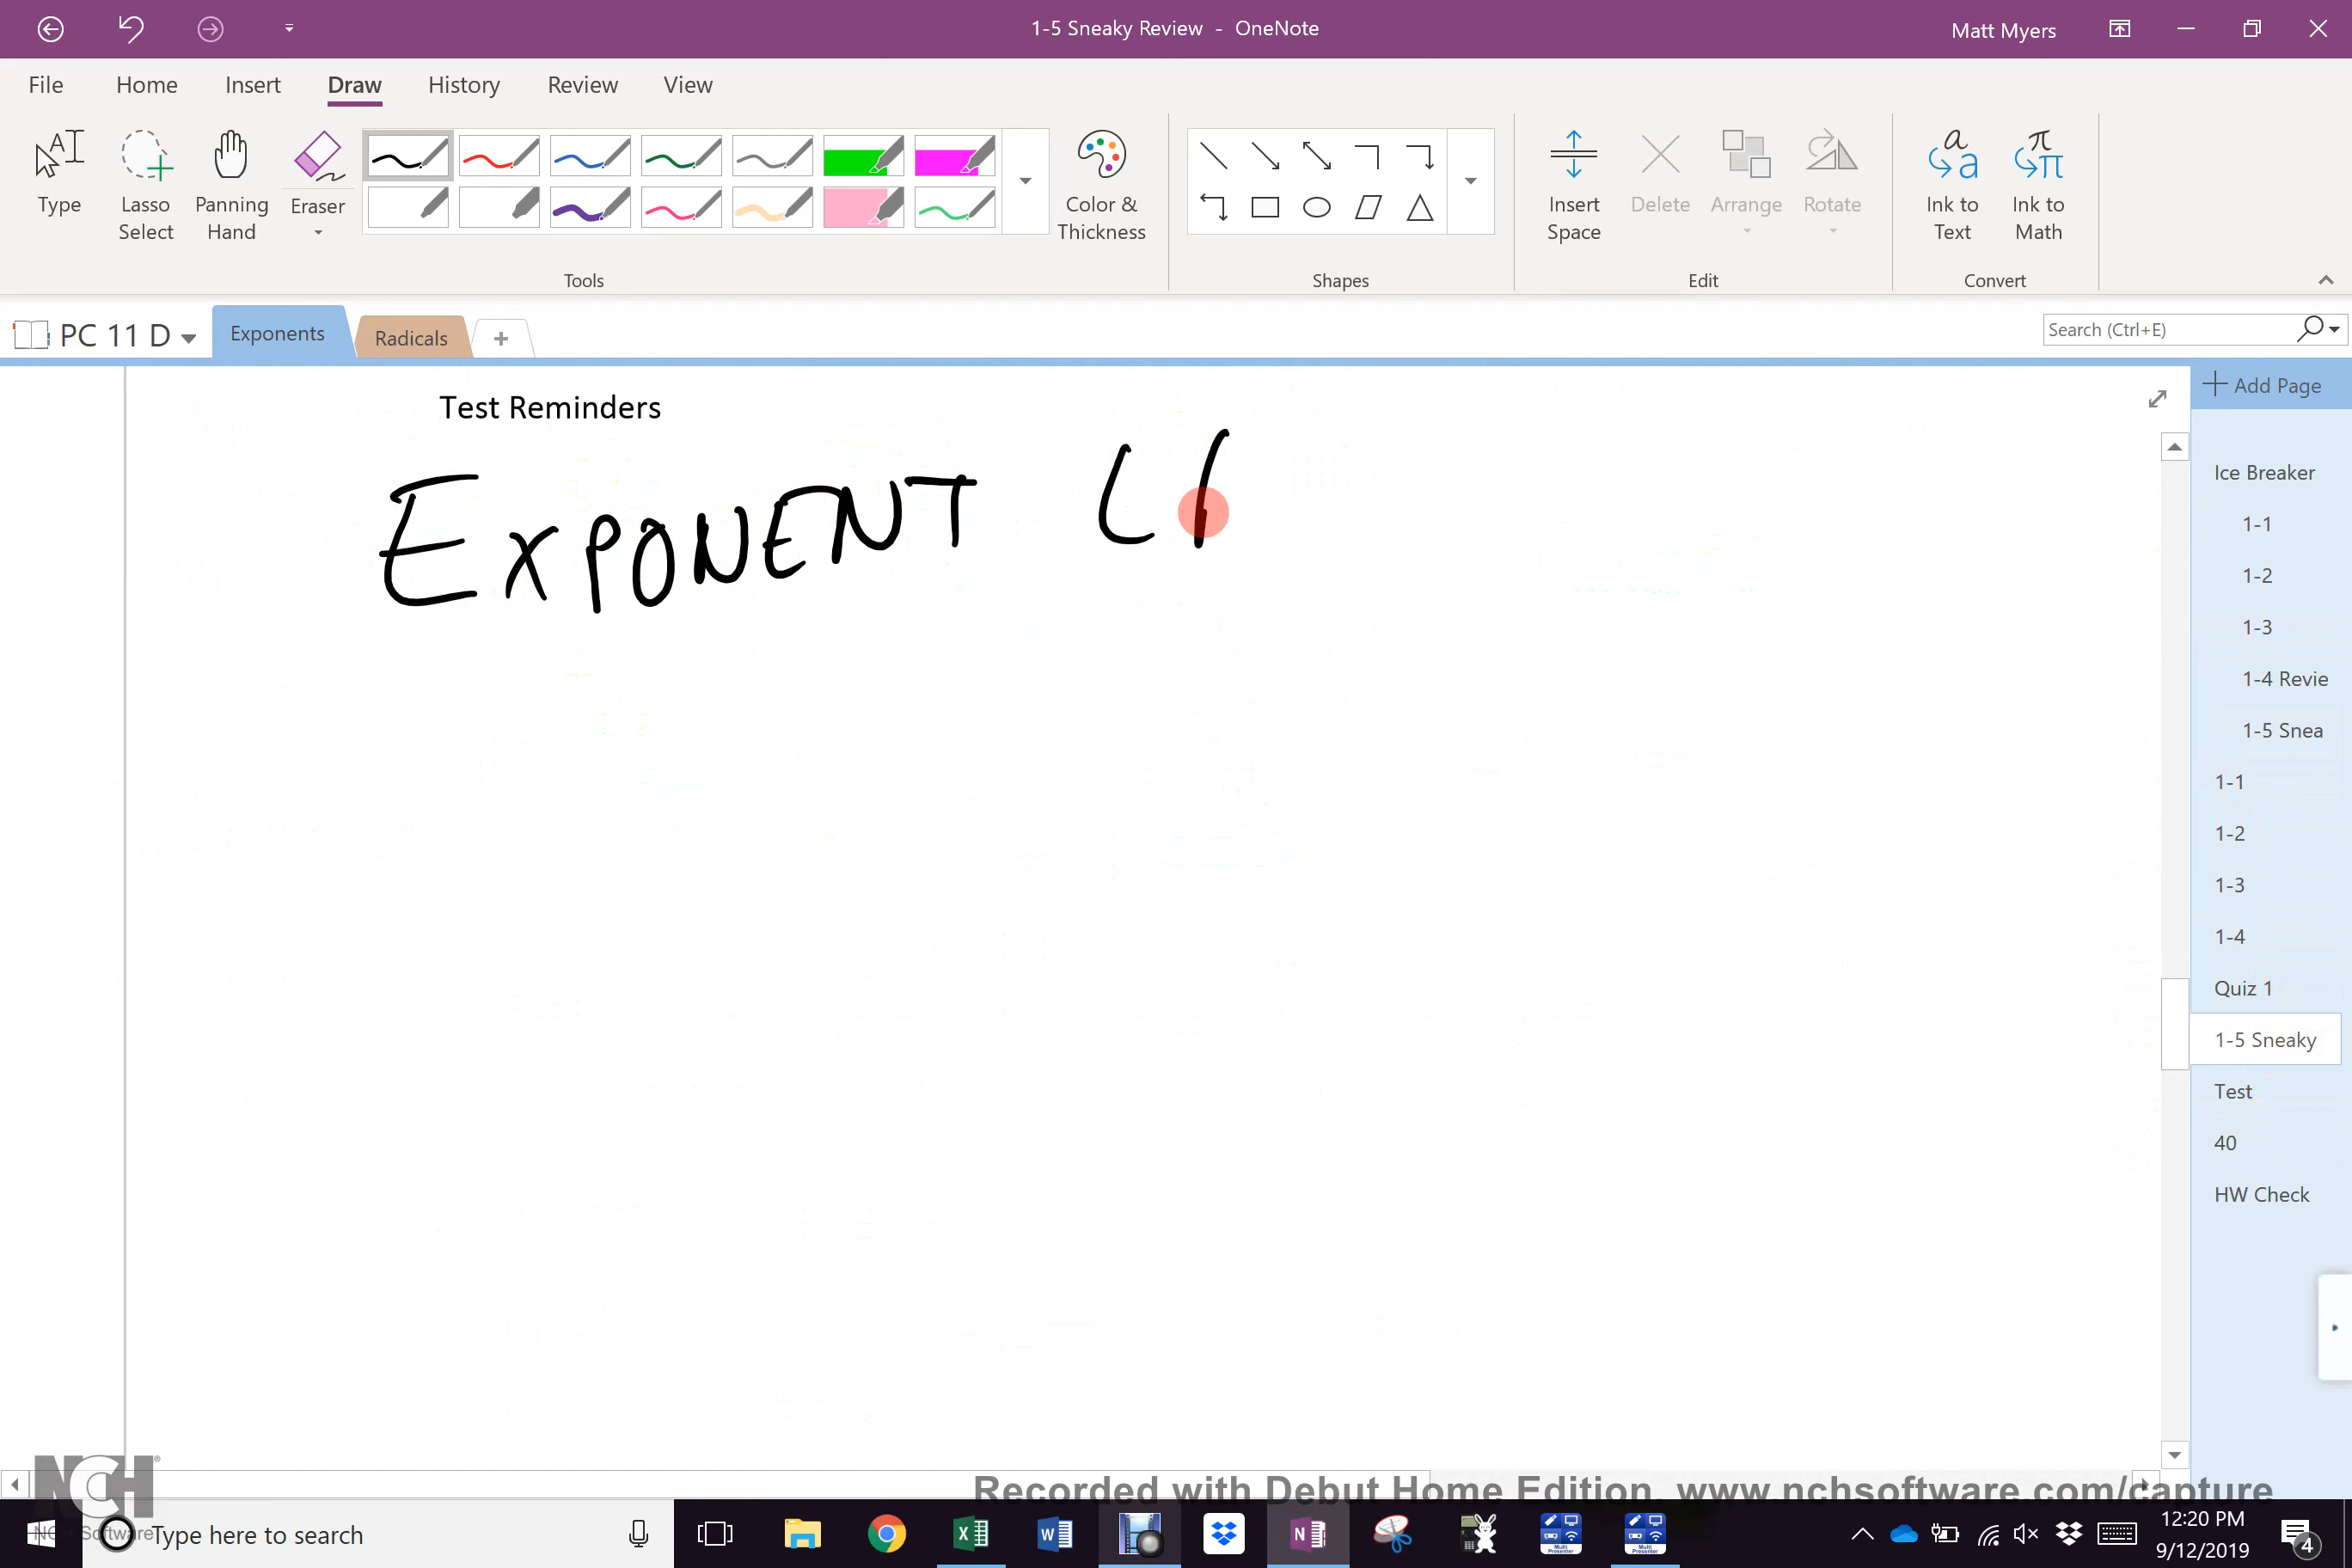 1-5 Sneaky Review - OneNote
Matt Myers
File Home Insert Draw History Review View
Type
Lasso Select
Panning Hand
Eraser
Color & Thickness
Insert Space
Delete
Arrange
Rotate
Ink to Text
Ink to Math
Tools
Shapes
Edit
Convert
PC 11 D
Exponents
Radicals
Search (Ctrl+E)
Add Page
Test Reminders
EXPONENT
Ice Breaker
1-1
1-2
1-3
1-4 Revie
1-5 Snea
1-1
1-2
1-3
1-4
Quiz 1
1-5 Sneaky
Test
40
HW Check
NCH
NCH Software
Recorded with Debut Home Edition. www.nchsoftware.com/capture
Type here to search
12:20 PM
9/12/2019
4